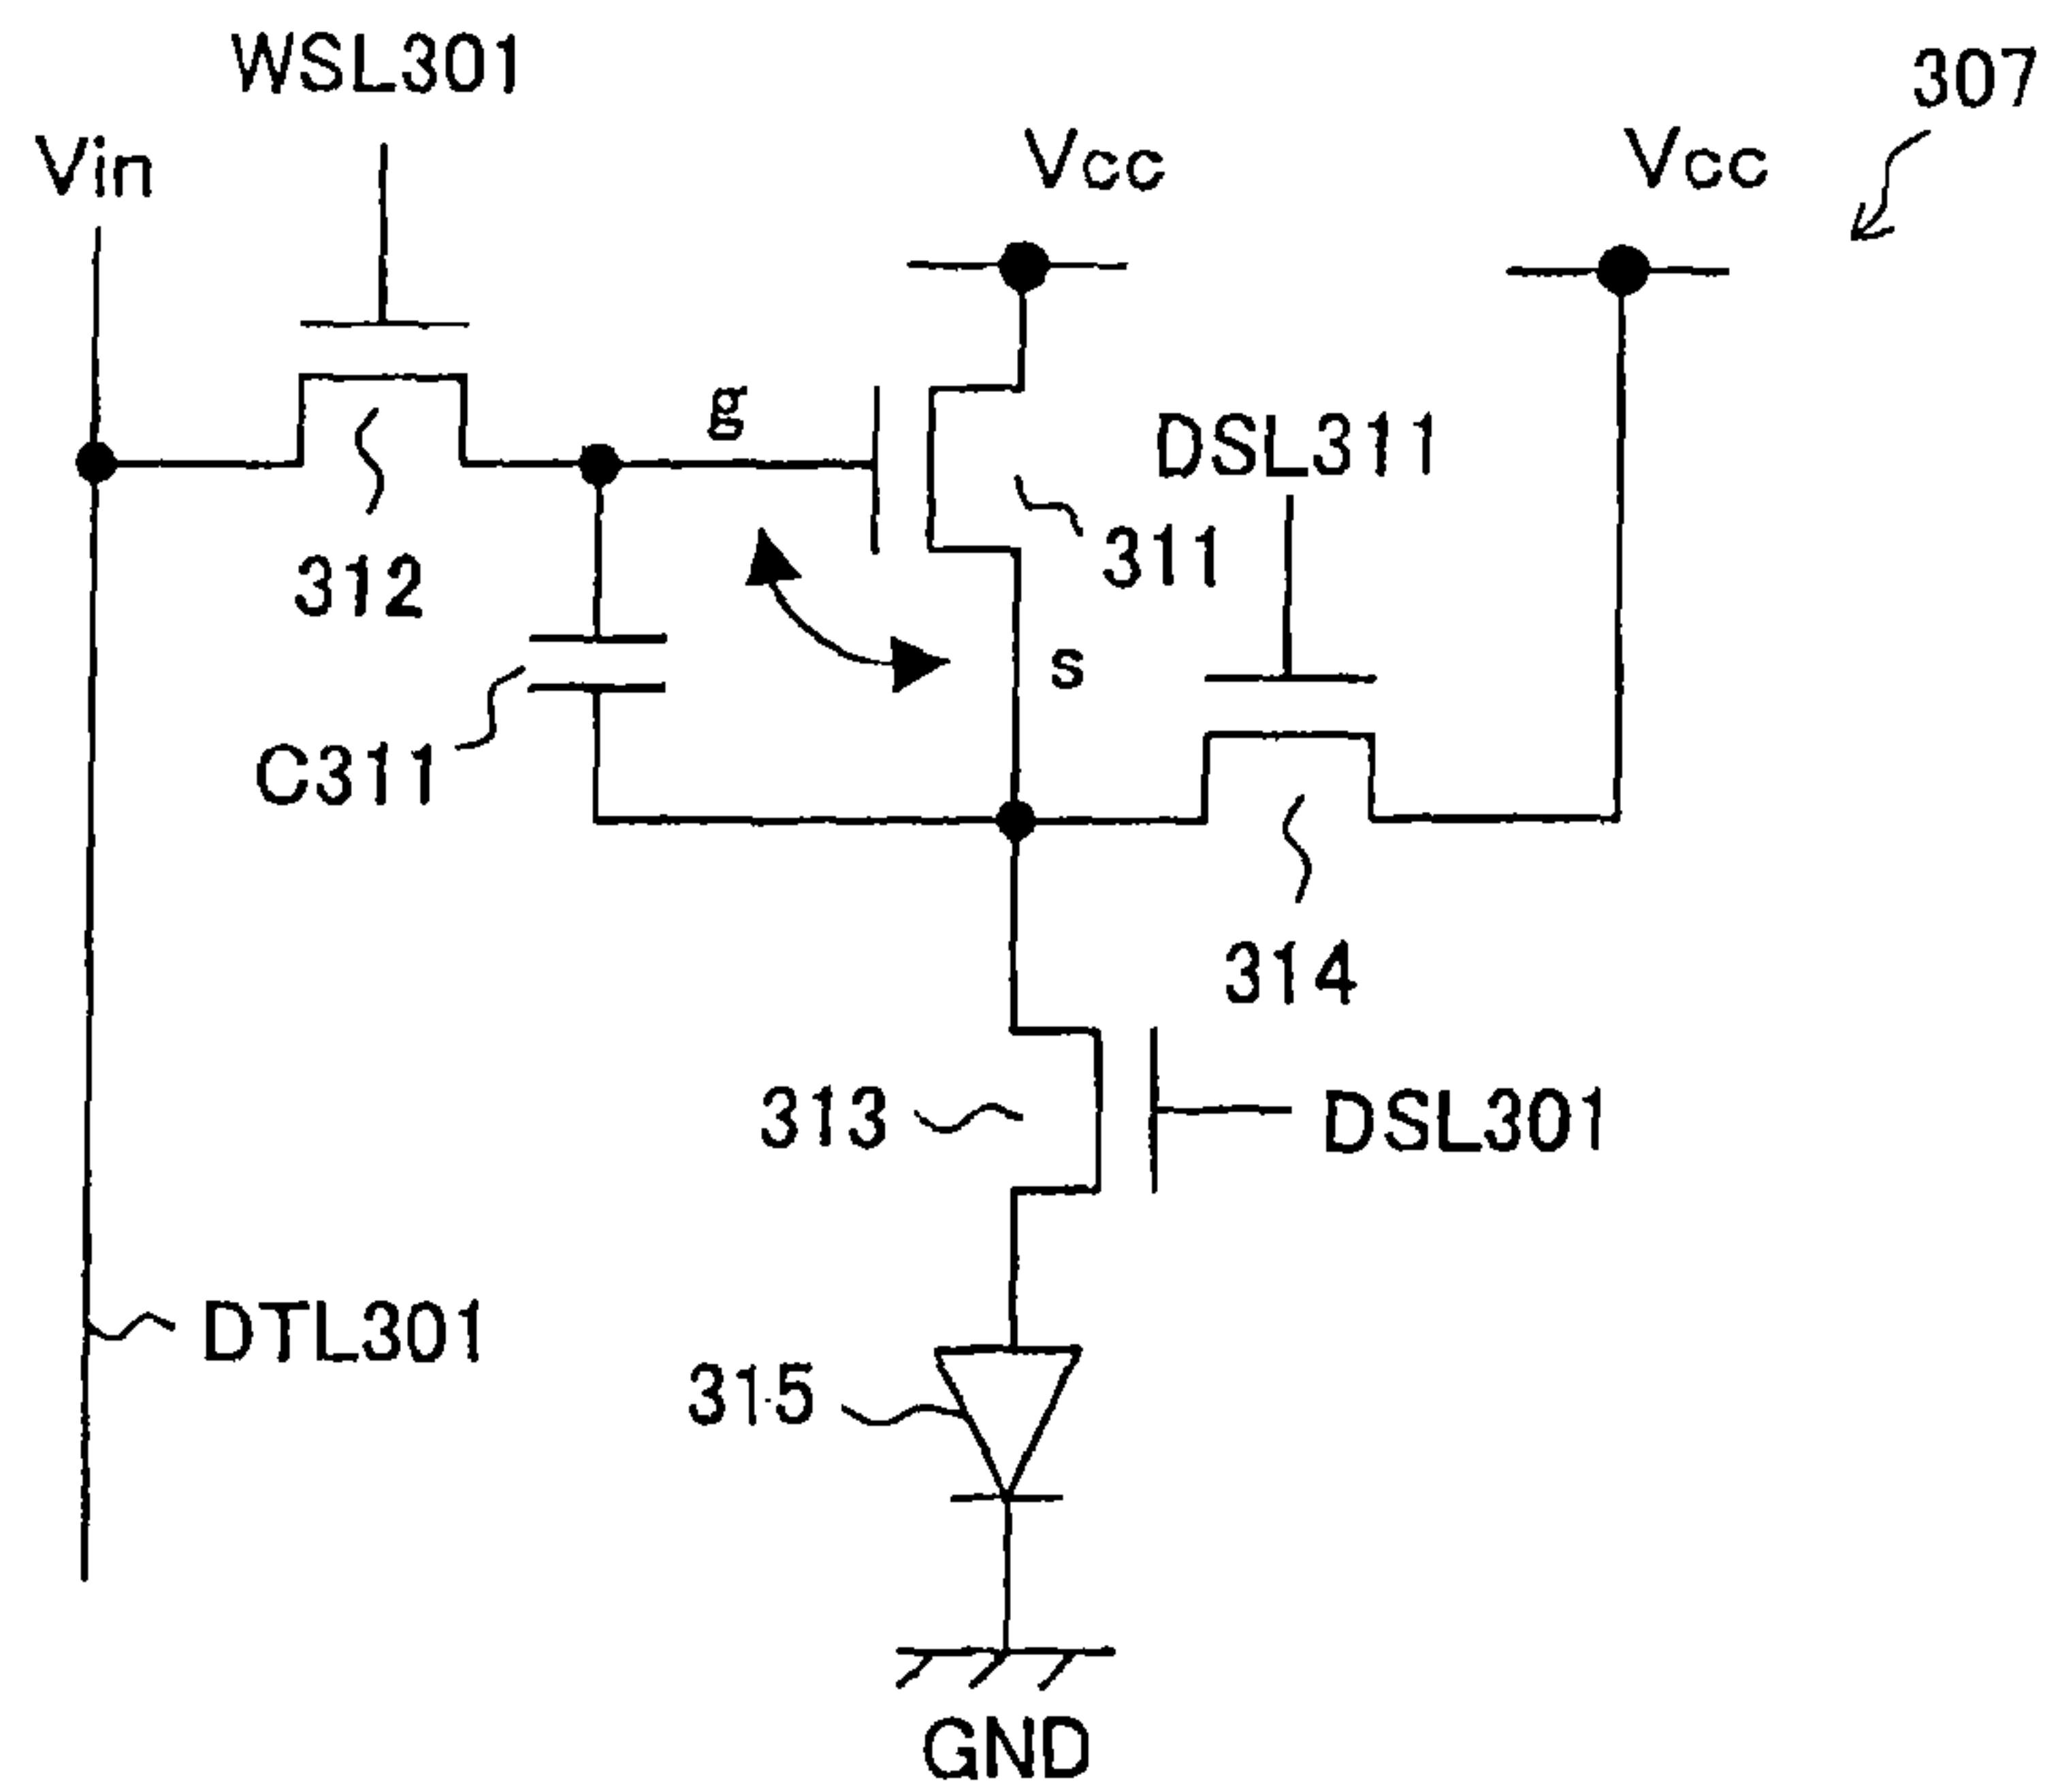 WSL301
307
Vin
Vcc
Vcc
g
DSL311
311
312
s
C311
314
313
DSL301
DTL301
315
GND